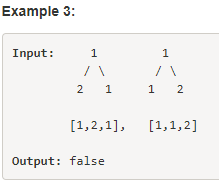 Example 3:
Input:     1         1
          / \       / \
         2   1     1   2
        [1,2,1],   [1,1,2]
Output: false